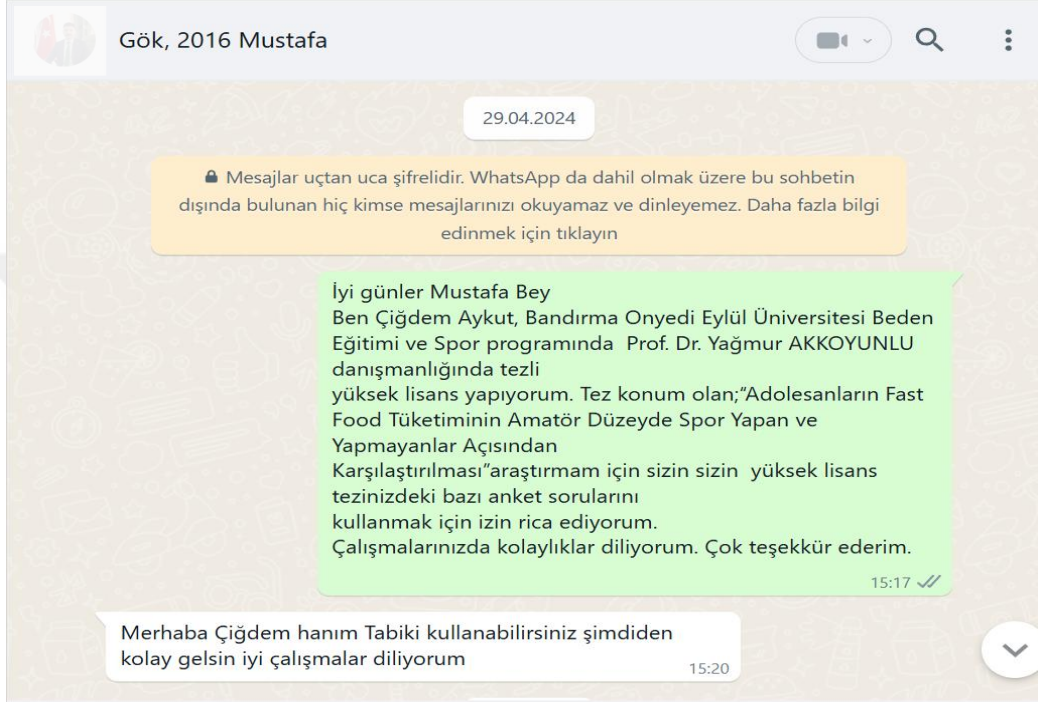 Gök, 2016 Mustafa
29.04.2024
Mesajlar uçtan uca şifrelidir. WhatsApp da dahil olmak üzere bu sohbetin
dışında bulunan hiç kimse mesajlarınızı okuyamaz ve dinleyemez. Daha fazla bilgi
edinmek için tıklayın
İyi günler Mustafa Bey
Ben Çiğdem Aykut, Bandırma Onyedi Eylül Üniversitesi Beden
Eğitimi ve Spor programında  Prof. Dr. Yağmur AKKOYUNLU
danışmanlığında tezli
yüksek lisans yapıyorum. Tez konum olan;“Adolesanların Fast
Food Tüketiminin Amatör Düzeyde Spor Yapan ve
Yapmayanlar Açısından
Karşılaştırılması”araştırmam için sizin sizin  yüksek lisans
tezinizdeki bazı anket sorularını
kullanmak için izin rica ediyorum.
Çalışmalarınızda kolaylıklar diliyorum. Çok teşekkür ederim.
15:17
Merhaba Çiğdem hanım Tabiki kullanabilirsiniz şimdiden
kolay gelsin iyi çalışmalar diliyorum
15:20